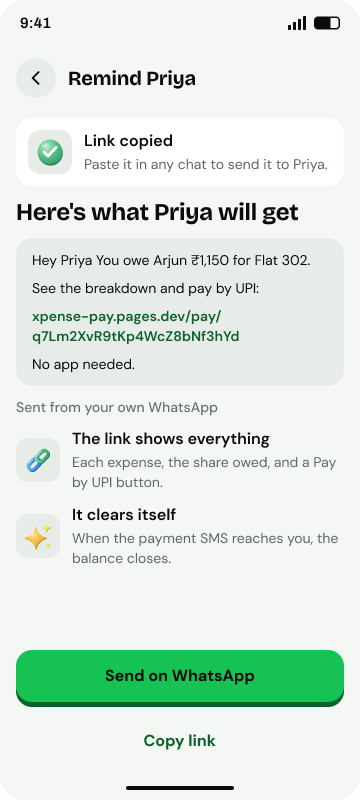 9:41
Remind Priya
Link copied
Paste it in any chat to send it to Priya.
Here's what Priya will get
Hey Priya You owe Arjun ₹1,150 for Flat 302.
See the breakdown and pay by UPI:
xpense-pay.pages.dev/pay/
q7Lm2XvR9tKp4WcZ8bNf3hYd
No app needed.
Sent from your own WhatsApp
The link shows everything
Each expense, the share owed, and a Pay
by UPI button.
It clears itself
When the payment SMS reaches you, the
balance closes.
Send on WhatsApp
Copy link